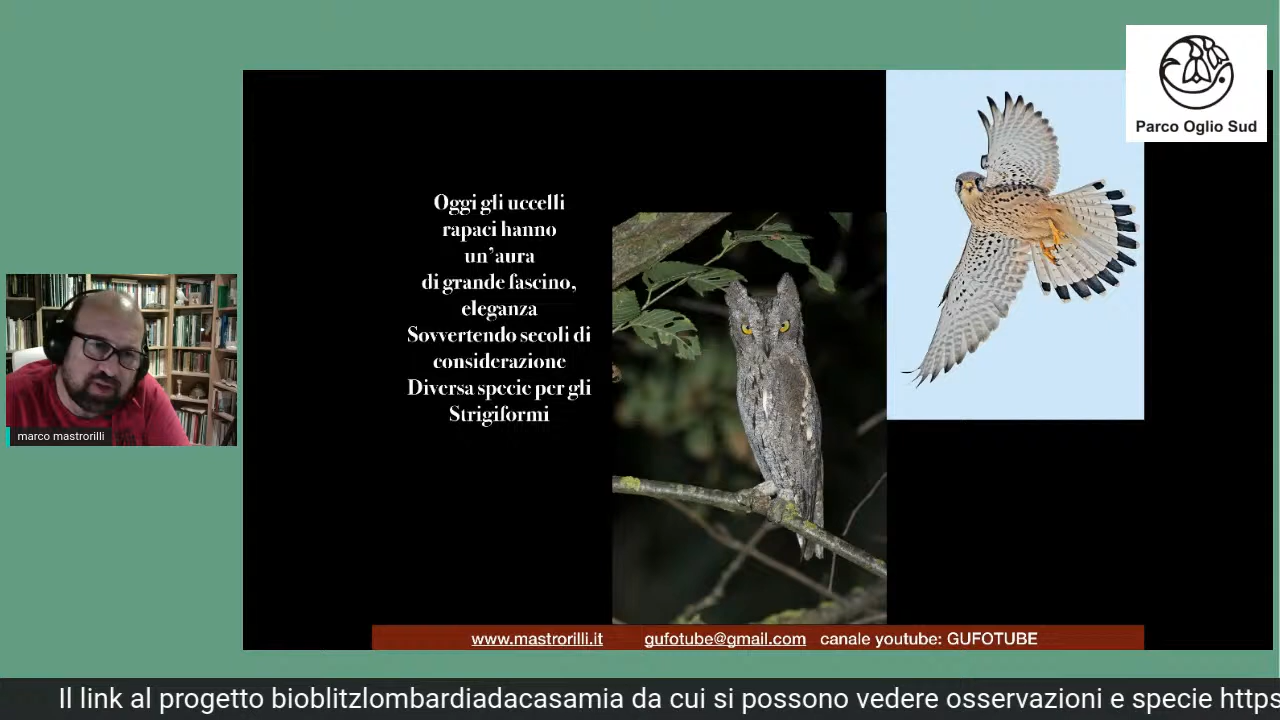 Parco Oglio Sud
Oggi gli uccelli
rapaci hanno
un'aura
di grande fascino,
eleganza
Sovvertendo secoli di
considerazione
Diversa specie per gli
Strigiformi
marco mastrorilli
www.mastrorilli.it gufotube@gmail.com canale youtube: GUFOTUBE
Il link al progetto bioblitzlombardiadacasamia da cui si possono vedere osservazioni e specie https